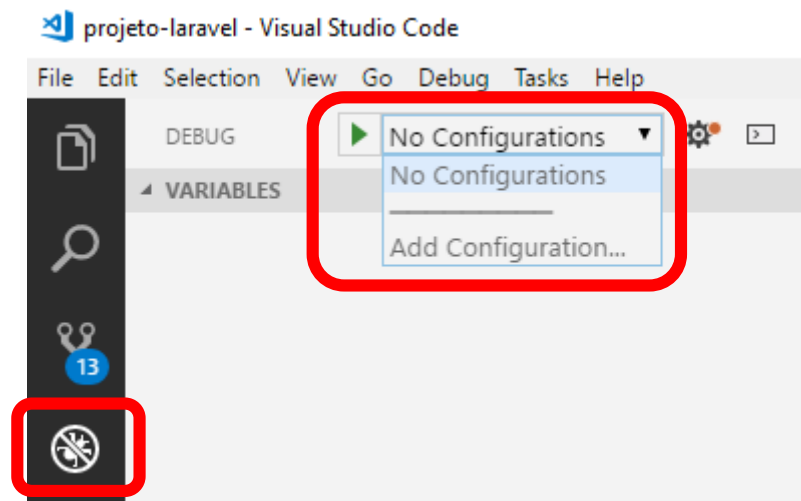 projeto-laravel - Visual Studio Code
File Edit Selection View Go Debug Tasks Help
DEBUG No Configurations
No Configurations
VARIABLES
Add Configuration...
13